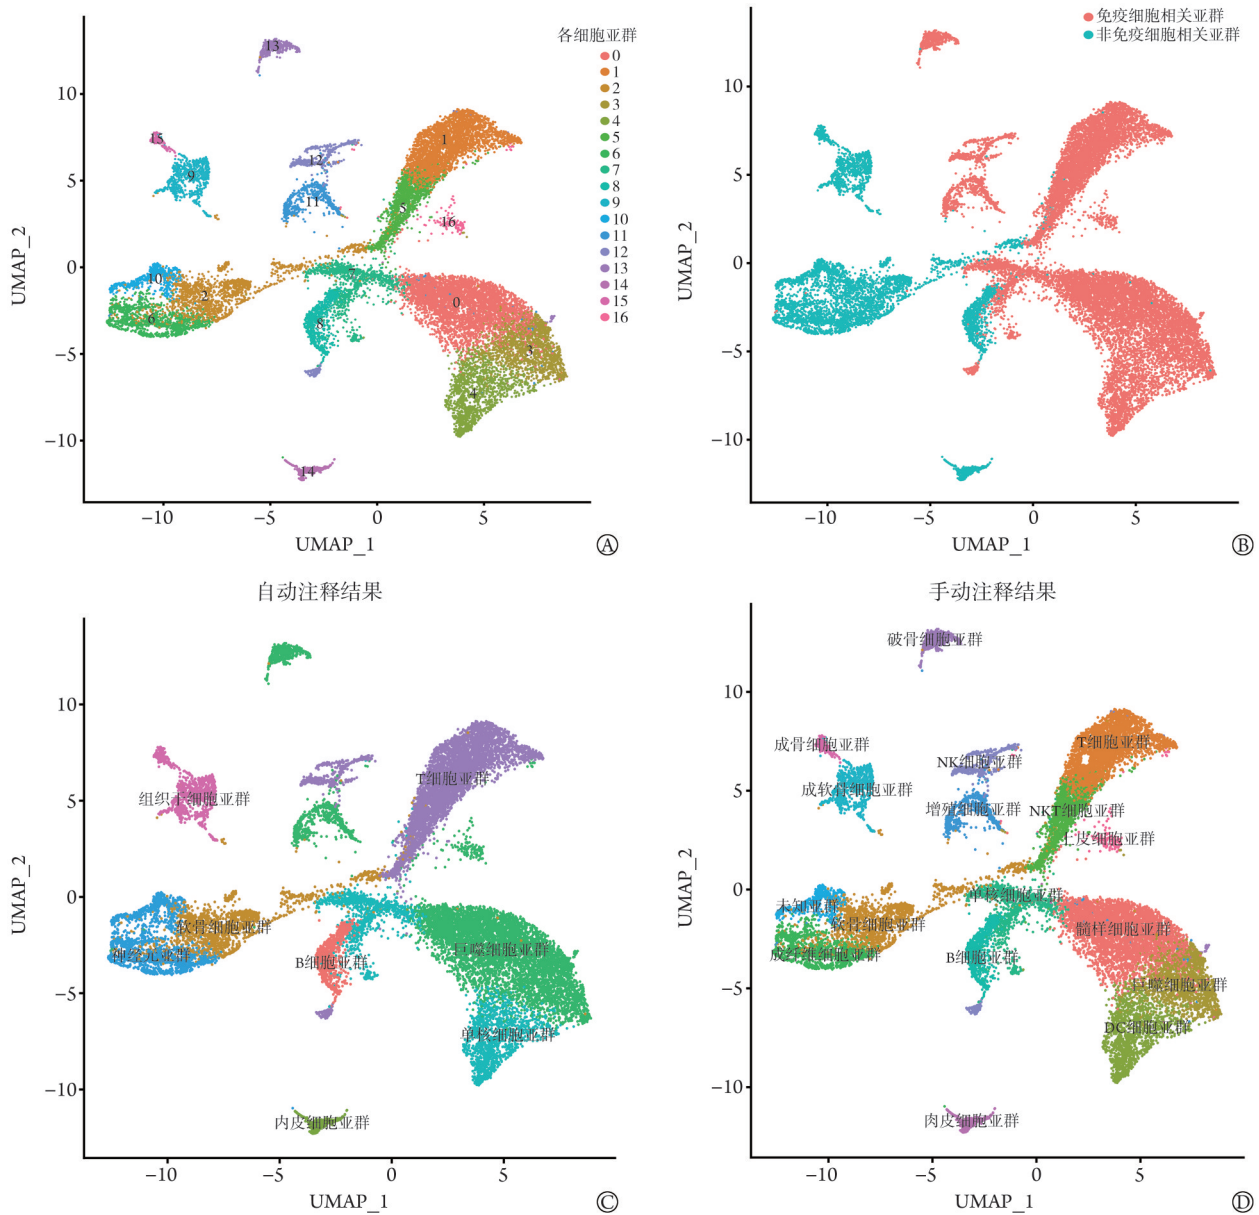 各细胞亚群
0
1
2
3
4
5
6
7
8
9
10
11
12
13
14
15
16
13
15
9
12
11
1
5
16
10
2
6
7
8
0
3
4
14
10
5
0
−5
−10
−10
−5
0
5
UMAP_2
UMAP_1
Ⓐ
免疫细胞相关亚群
非免疫细胞相关亚群
10
5
0
−5
−10
−10
−5
0
5
UMAP_2
UMAP_1
Ⓑ
自动注释结果
T细胞亚群
组织干细胞亚群
软骨细胞亚群
神经元亚群
B细胞亚群
巨噬细胞亚群
单核细胞亚群
内皮细胞亚群
10
5
0
−5
−10
−10
−5
0
5
UMAP_2
UMAP_1
Ⓒ
手动注释结果
破骨细胞亚群
成骨细胞亚群
T细胞亚群
NK细胞亚群
成软骨细胞亚群
增殖细胞亚群
NKT细胞亚群
上皮细胞亚群
单核细胞亚群
未知亚群
软骨细胞亚群
髓样细胞亚群
成纤维细胞亚群
B细胞亚群
巨噬细胞亚群
DC细胞亚群
肉皮细胞亚群
10
5
0
−5
−10
−10
−5
0
5
UMAP_2
UMAP_1
Ⓓ